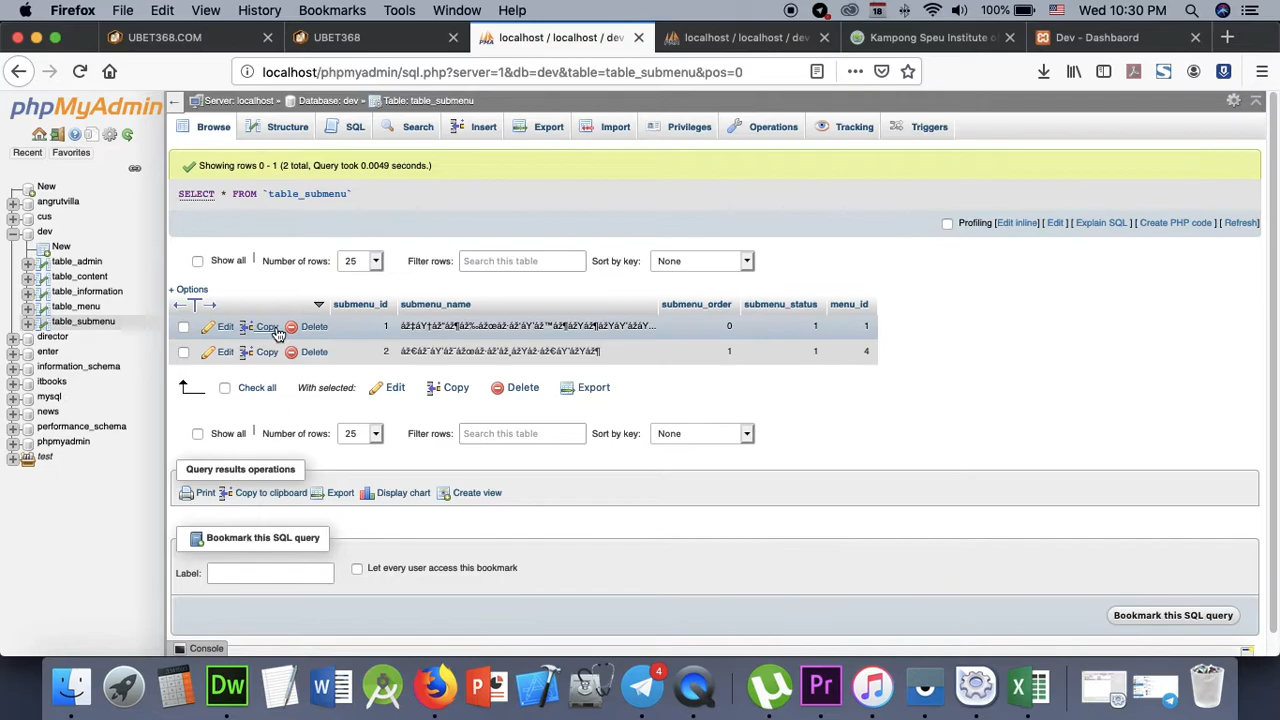 Firefox File Edit View History Bookmarks Tools Window Help 18 100% Wed 10:30 PM
UBET368.COM UBET368 localhost / localhost / dev localhost / localhost / dev Kampong Speu Institute of Dev - Dashbaord
localhost/phpmyadmin/sql.php?server=1&db=dev&table=table_submenu&pos=0
phpMyAdmin
Recent Favorites
New
angrutvilla
cus
dev
New
table_admin
table_content
table_information
table_menu
table_submenu
director
enter
information_schema
itbooks
mysql
news
performance_schema
phpmyadmin
test
Server: localhost » Database: dev » Table: table_submenu
Browse Structure SQL Search Insert Export Import Privileges Operations Tracking Triggers
Showing rows 0 - 1 (2 total, Query took 0.0049 seconds.)
SELECT * FROM `table_submenu`
Profiling [Edit inline] [ Edit ] [ Explain SQL ] [ Create PHP code ] [ Refresh]
Show all Number of rows: 25 Filter rows: Search this table Sort by key: None
+ Options
submenu_id submenu_name submenu_order submenu_status menu_id
Edit Copy Delete 1 0 1 1
Edit Copy Delete 2 1 1 4
Check all With selected: Edit Copy Delete Export
Show all Number of rows: 25 Filter rows: Search this table Sort by key: None
Query results operations
Print Copy to clipboard Export Display chart Create view
Bookmark this SQL query
Label: Let every user access this bookmark
Bookmark this SQL query
Console
Dw W P 4 Pr X